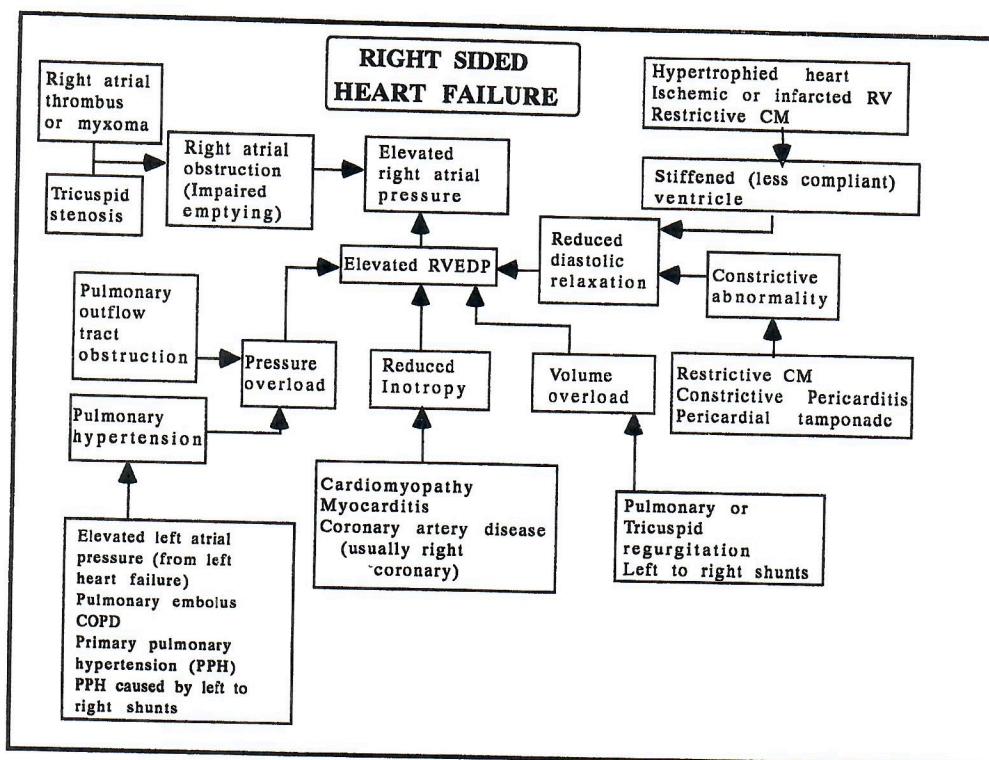 RIGHT SIDED
HEART FAILURE
Right atrial
thrombus
or myxoma
Tricuspid
stenosis
Right atrial
obstruction
(Impaired
emptying)
Elevated
right atrial
pressure
Hypertrophied heart
Ischemic or infarcted RV
Restrictive CM
Stiffened (less compliant)
ventricle
Elevated RVEDP
Reduced
diastolic
relaxation
Constrictive
abnormality
Pulmonary
outflow
tract
obstruction
Pressure
overload
Reduced
Inotropy
Volume
overload
Restrictive CM
Constrictive Pericarditis
Pericardial tamponade
Pulmonary
hypertension
Cardiomyopathy
Myocarditis
Coronary artery disease
(usually right
coronary)
Pulmonary or
Tricuspid
regurgitation
Left to right shunts
Elevated left atrial
pressure (from left
heart failure)
Pulmonary embolus
COPD
Primary pulmonary
hypertension (PPH)
PPH caused by left to
right shunts